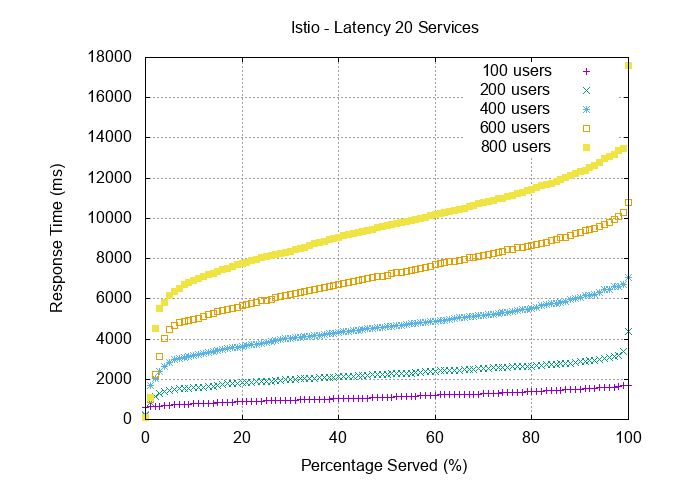 Istio - Latency 20 Services
18000
16000
14000
12000
10000
8000
6000
4000
2000
0
0 20 40 60 80 100
Response Time (ms)
Percentage Served (%)
100 users
200 users
400 users
600 users
800 users